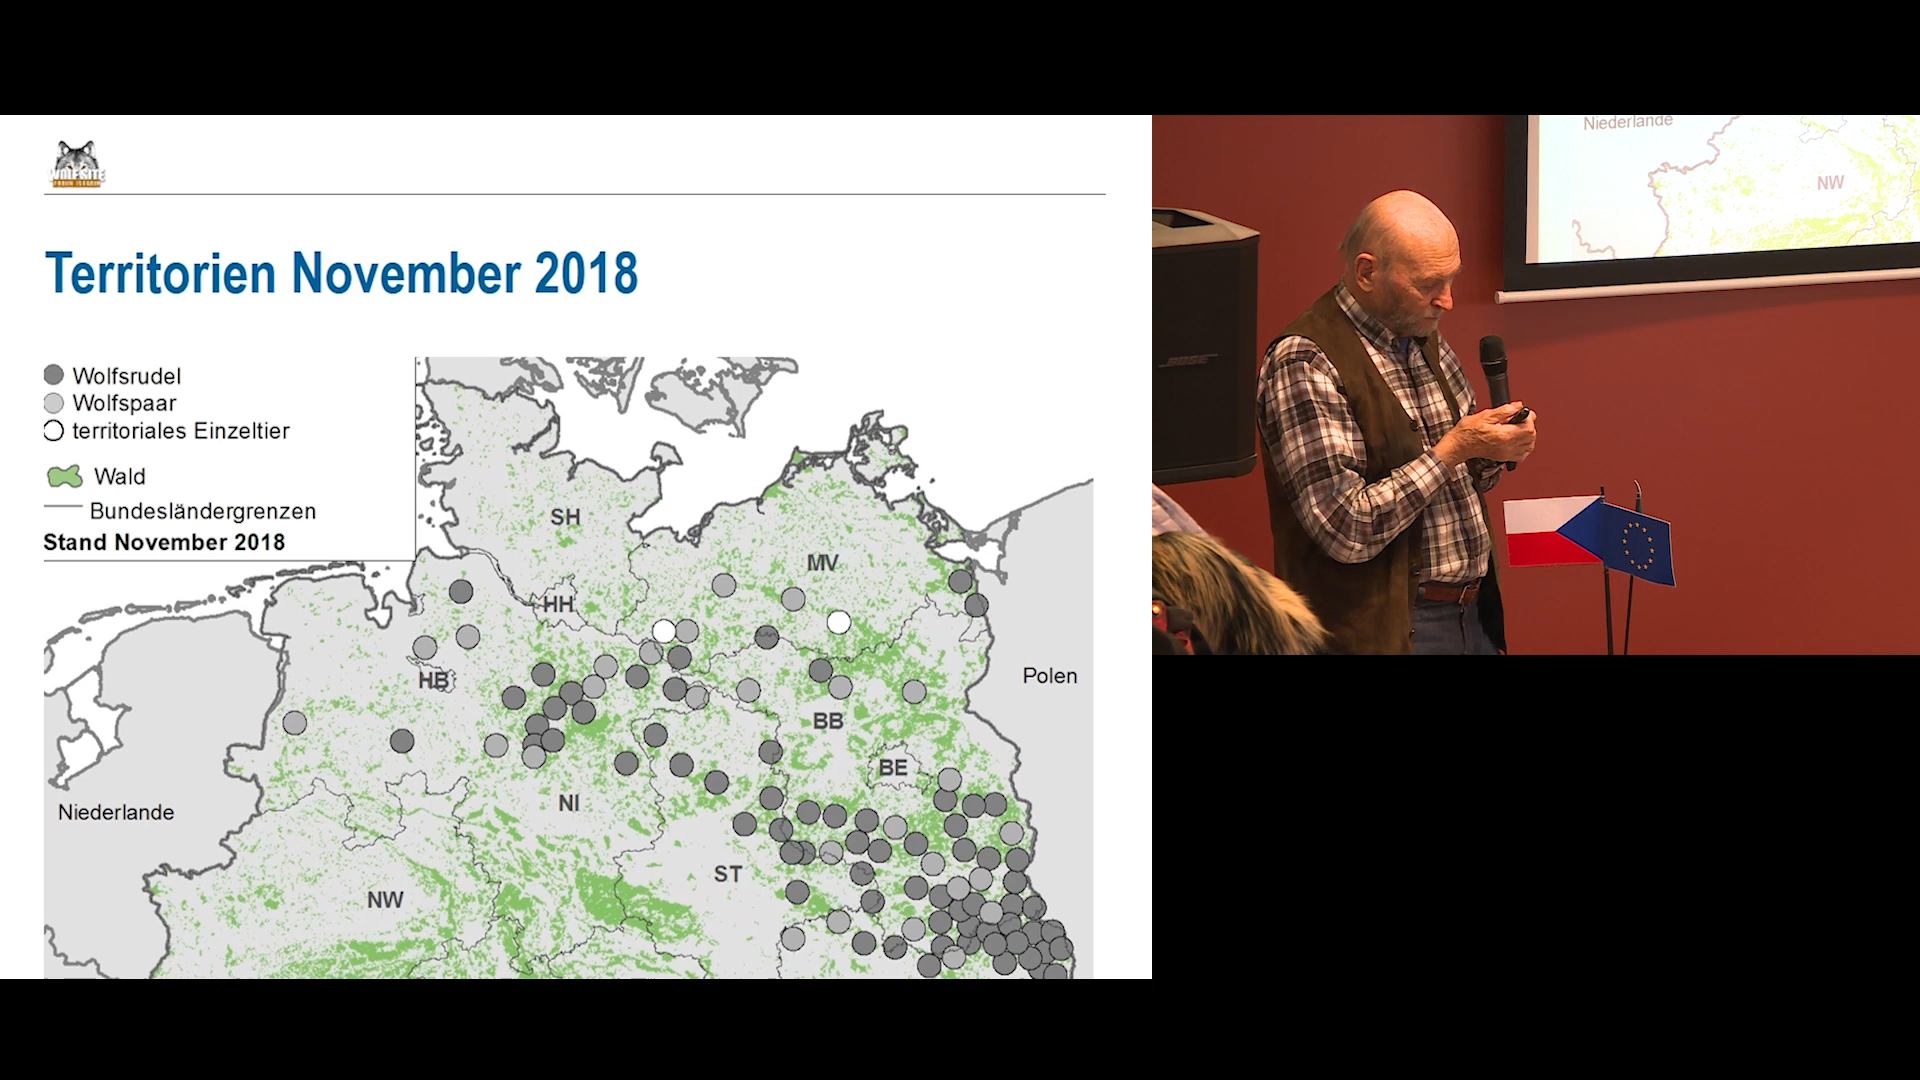 WOLFSITE
Territorien November 2018
Wolfsrudel
Wolfspaar
territoriales Einzeltier
Wald
Bundesländergrenzen
Stand November 2018
SH
MV
HH
HB
Polen
BB
BE
NI
Niederlande
ST
NW
Niederlande
NW